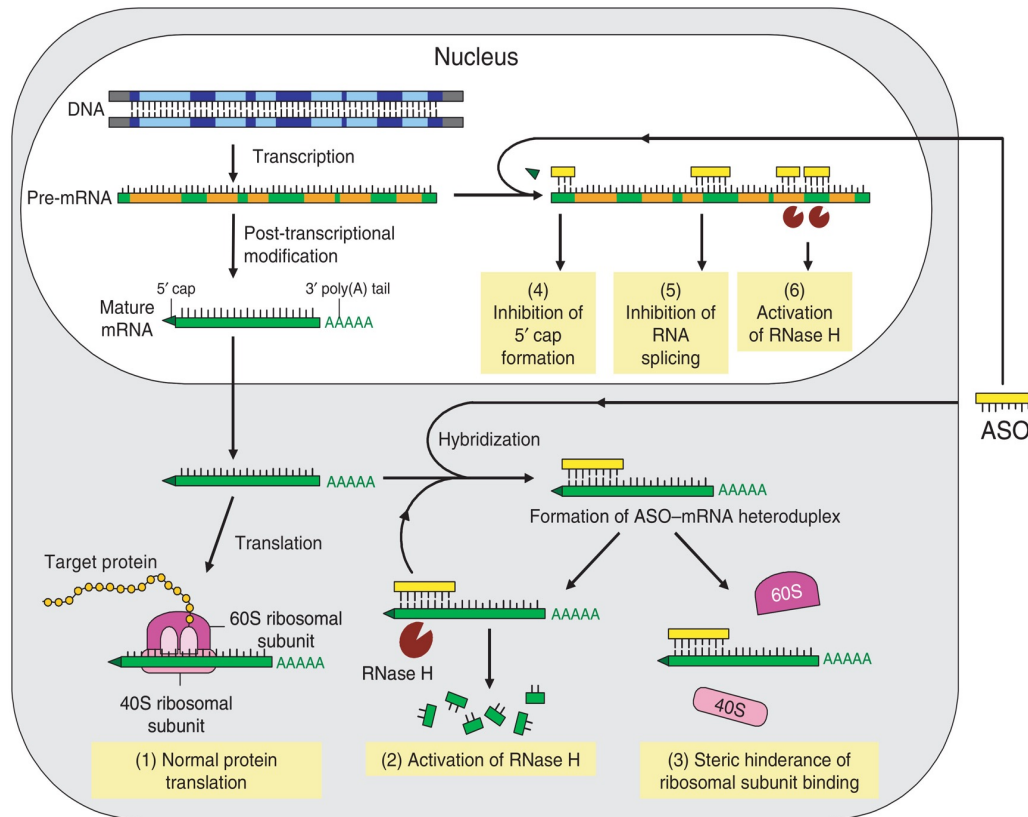 Nucleus
DNA
Transcription
Pre-mRNA
Post-transcriptional
modification
5′ cap
3′ poly(A) tail
Mature
mRNA
AAAAA
(4)
Inhibition of
5′ cap
formation
(5)
Inhibition of
RNA
splicing
(6)
Activation
of RNase H
ASO
Hybridization
AAAAA
AAAAA
Formation of ASO–mRNA heteroduplex
Translation
Target protein
60S ribosomal
subunit
AAAAA
40S ribosomal
subunit
(1) Normal protein
translation
AAAAA
RNase H
(2) Activation of RNase H
60S
AAAAA
40S
(3) Steric hinderance of
ribosomal subunit binding